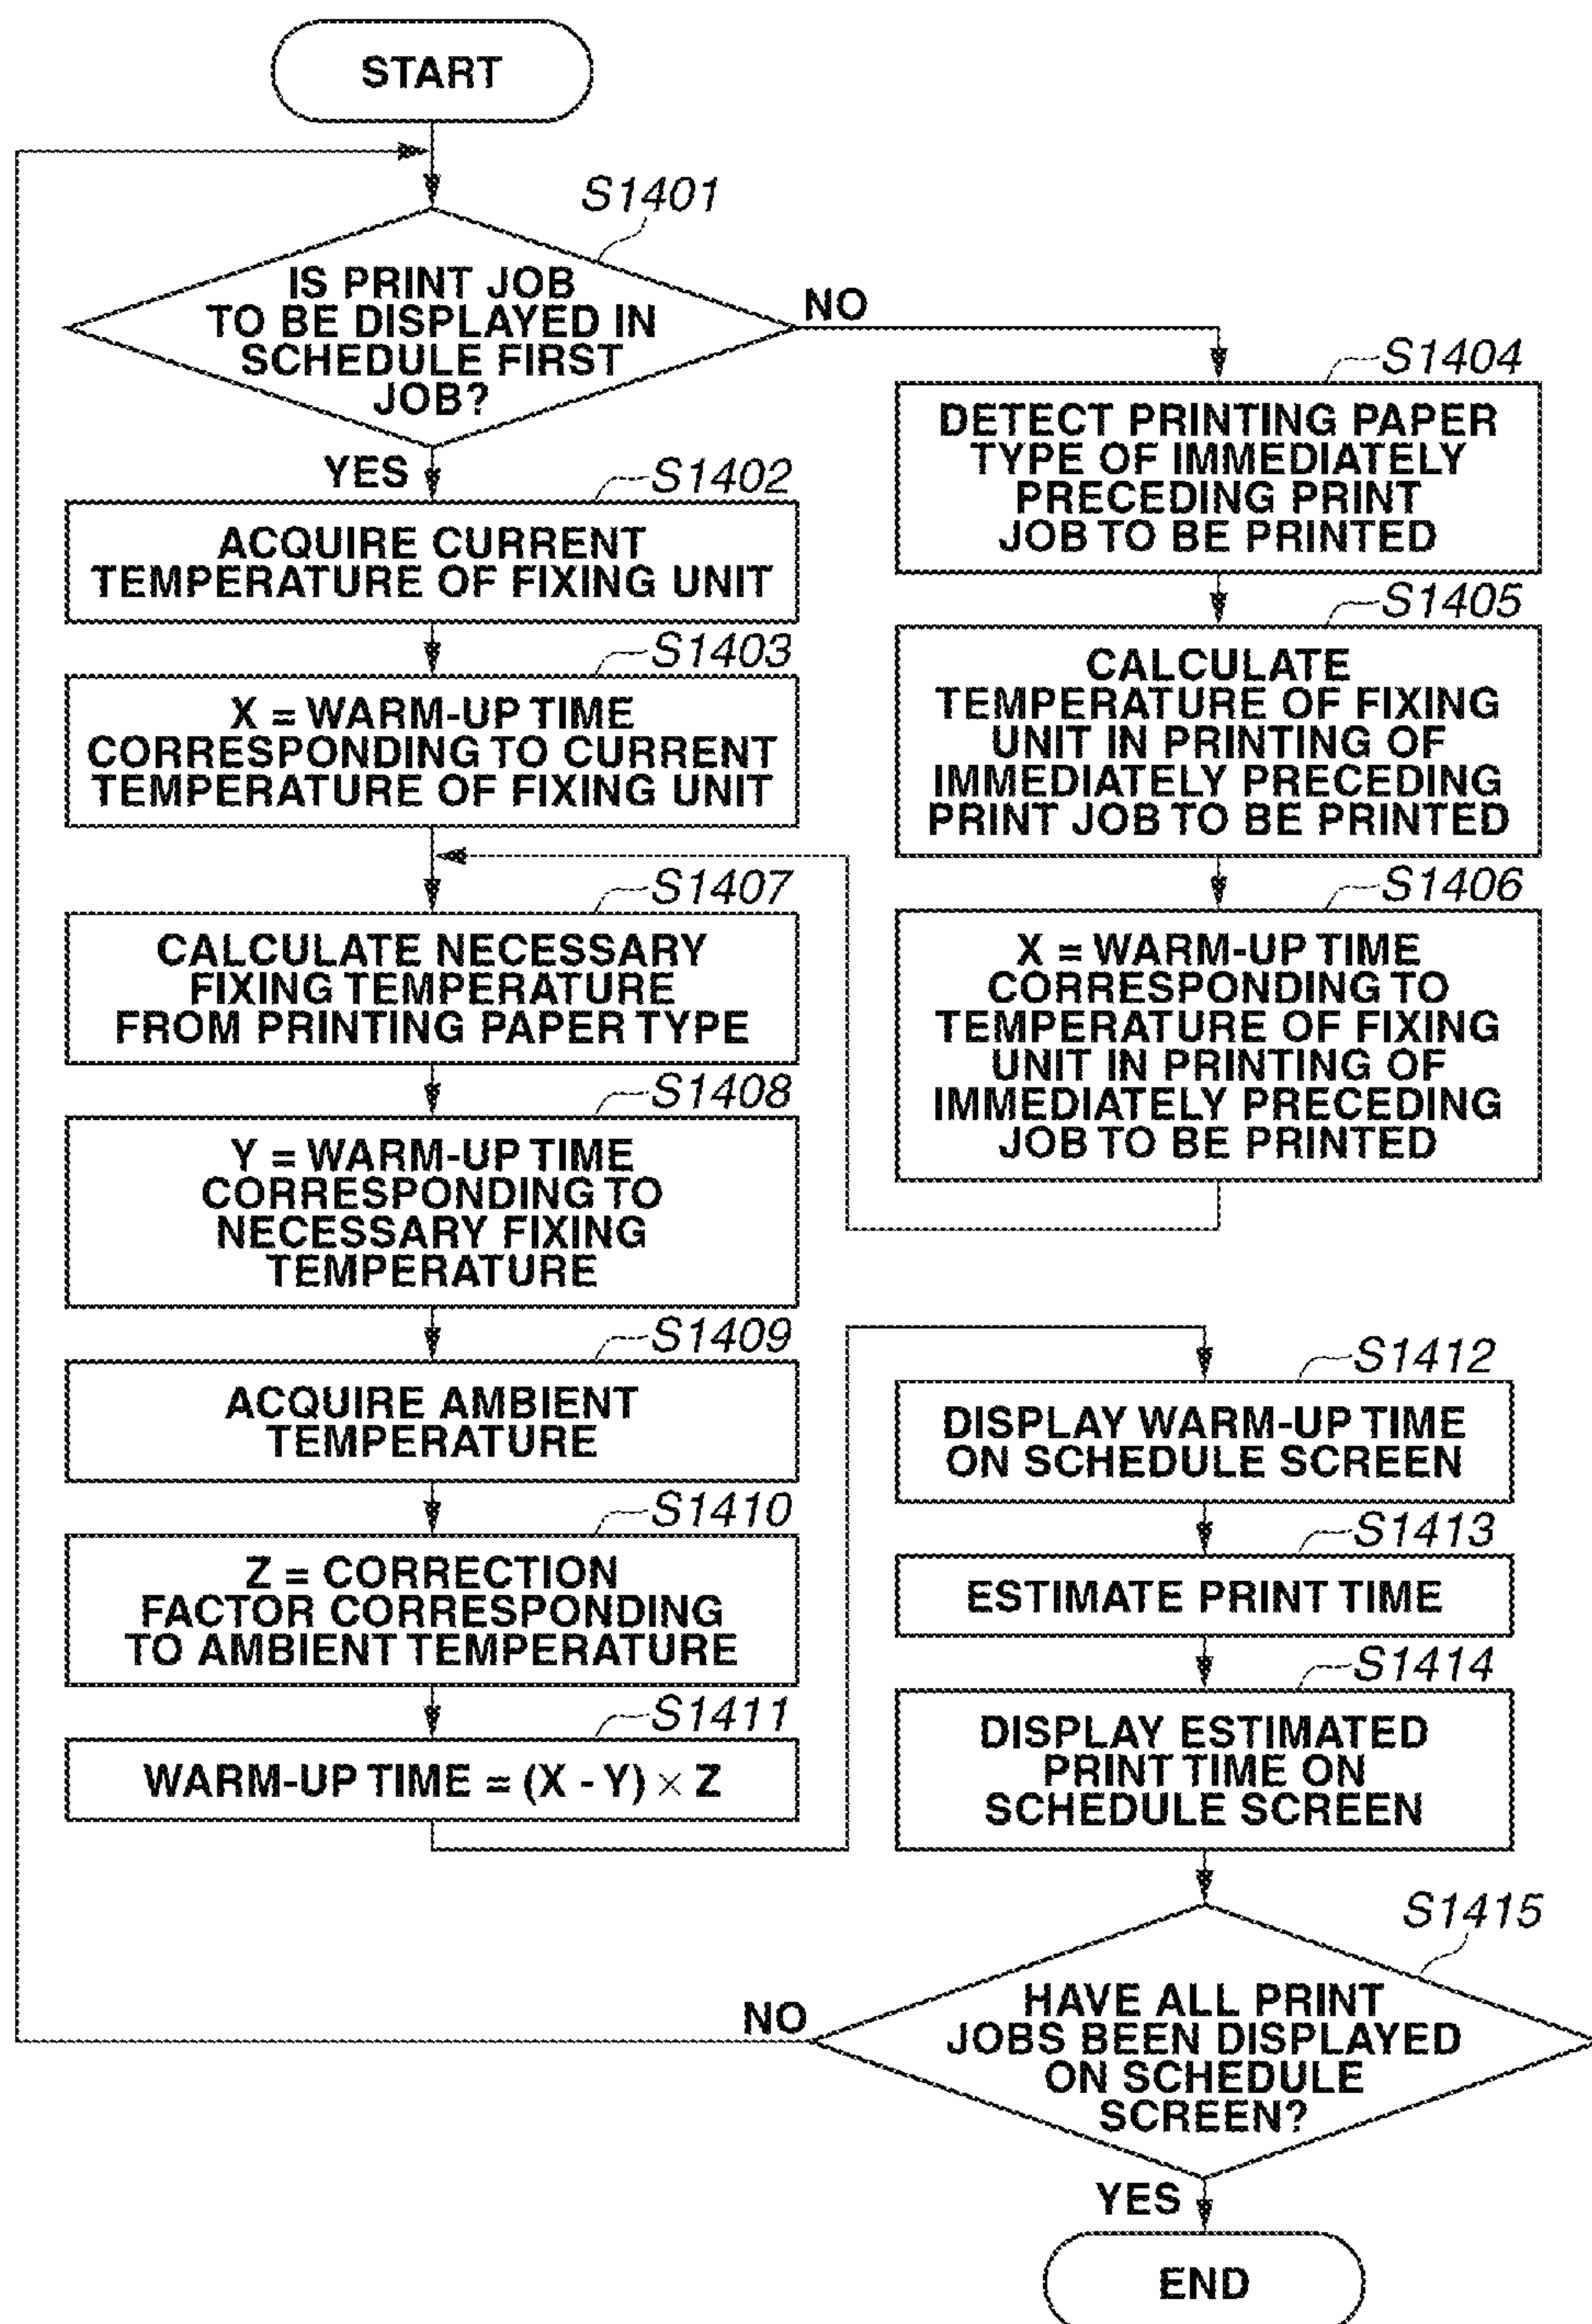 START
S1401
IS PRINT JOB
TO BE DISPLAYED IN
SCHEDULE FIRST
JOB?
NO
YES
S1402
ACQUIRE CURRENT
TEMPERATURE OF FIXING UNIT
S1403
X = WARM-UP TIME
CORRESPONDING TO CURRENT
TEMPERATURE OF FIXING UNIT
S1404
DETECT PRINTING PAPER
TYPE OF IMMEDIATELY
PRECEDING PRINT
JOB TO BE PRINTED
S1405
CALCULATE
TEMPERATURE OF FIXING
UNIT IN PRINTING OF
IMMEDIATELY PRECEDING
PRINT JOB TO BE PRINTED
S1406
X = WARM-UP TIME
CORRESPONDING TO
TEMPERATURE OF FIXING
UNIT IN PRINTING OF
IMMEDIATELY PRECEDING
JOB TO BE PRINTED
S1407
CALCULATE NECESSARY
FIXING TEMPERATURE
FROM PRINTING PAPER TYPE
S1408
Y = WARM-UP TIME
CORRESPONDING TO
NECESSARY FIXING
TEMPERATURE
S1409
ACQUIRE AMBIENT
TEMPERATURE
S1410
Z = CORRECTION
FACTOR CORRESPONDING
TO AMBIENT TEMPERATURE
S1411
WARM-UP TIME = (X - Y) × Z
S1412
DISPLAY WARM-UP TIME
ON SCHEDULE SCREEN
S1413
ESTIMATE PRINT TIME
S1414
DISPLAY ESTIMATED
PRINT TIME ON
SCHEDULE SCREEN
S1415
HAVE ALL PRINT
JOBS BEEN DISPLAYED
ON SCHEDULE
SCREEN?
NO
YES
END